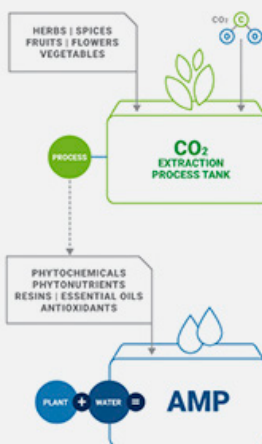 HERBS | SPICES
FRUITS | FLOWERS
VEGETABLES
CO₂
C
O
O
PROCESS
CO₂
EXTRACTION
PROCESS TANK
PHYTOCHEMICALS
PHYTONUTRIENTS
RESINS | ESSENTIAL OILS
ANTIOXIDANTS
PLANT + WATER = AMP